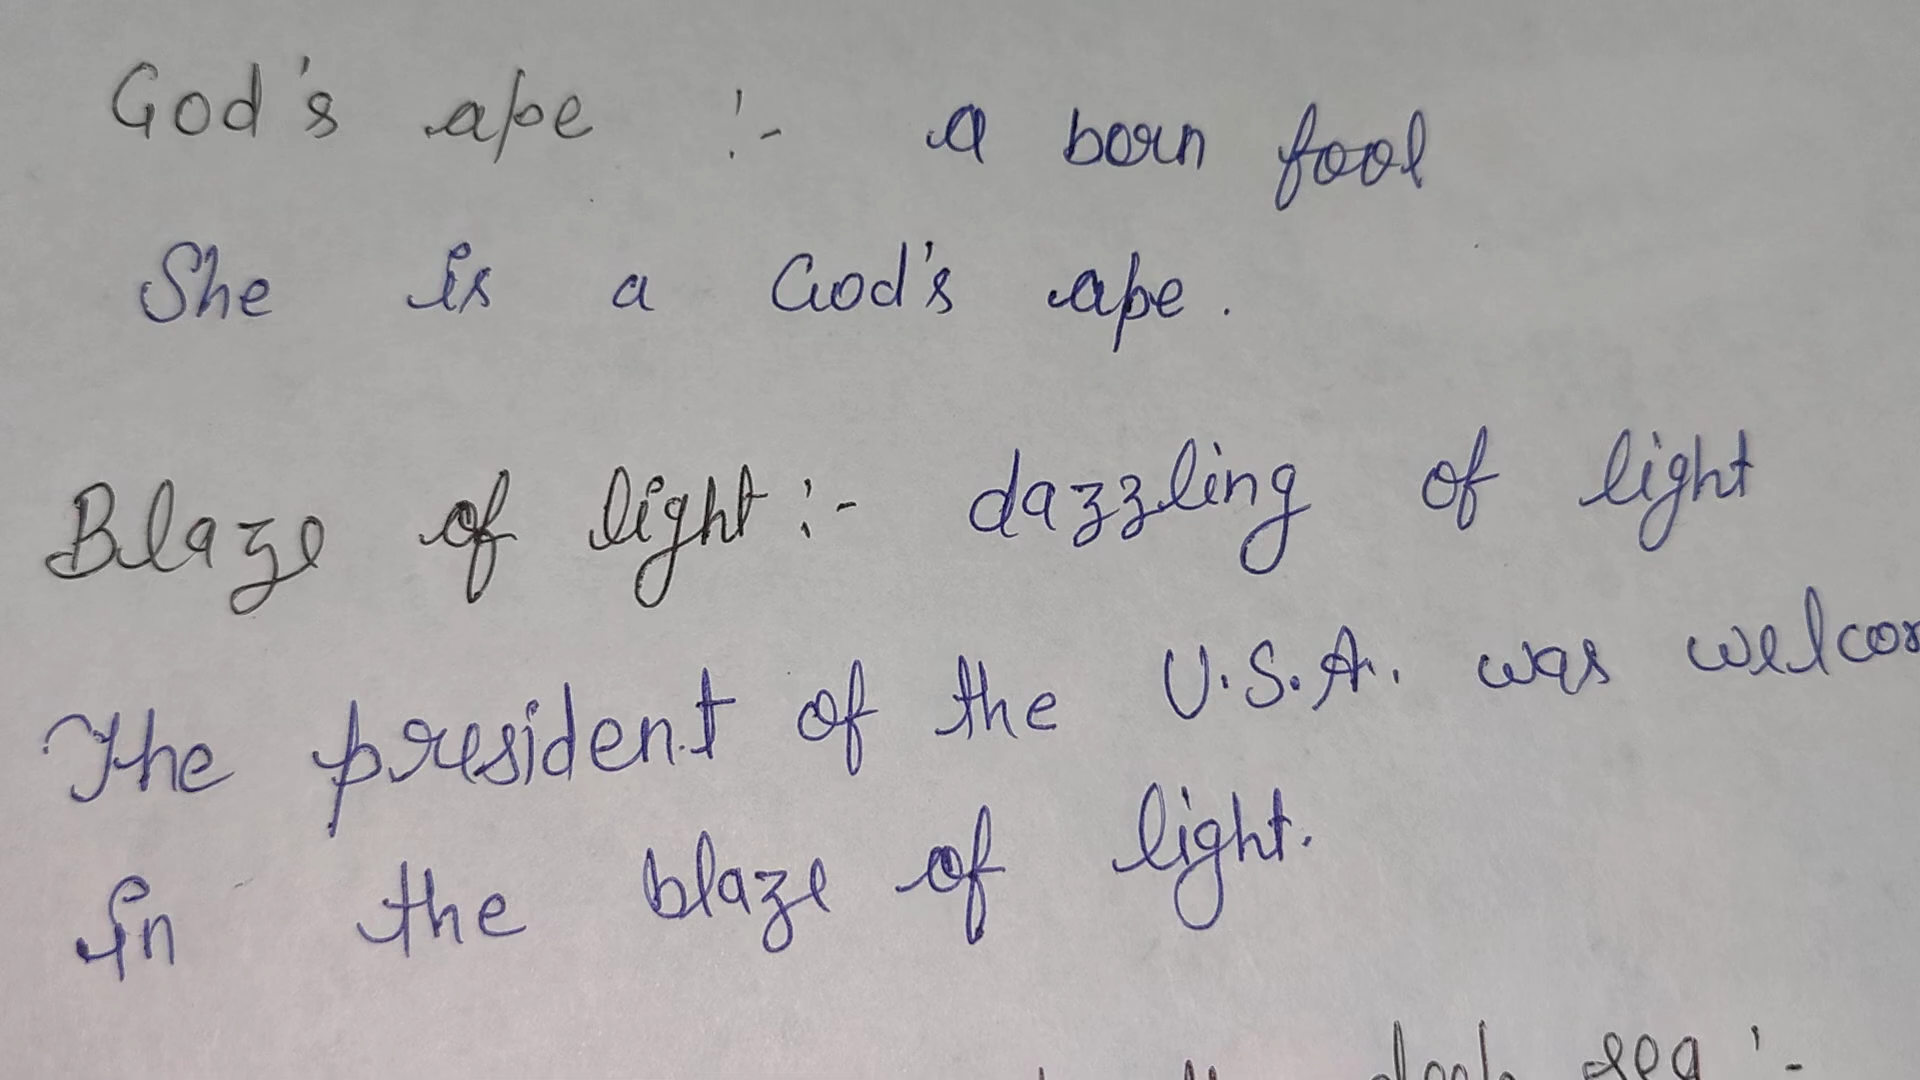 God's ape :- a born fool
She is a God's ape.
Blaze of light :- dazzling of light
The president of the U.S.A. was
in the blaze of light.